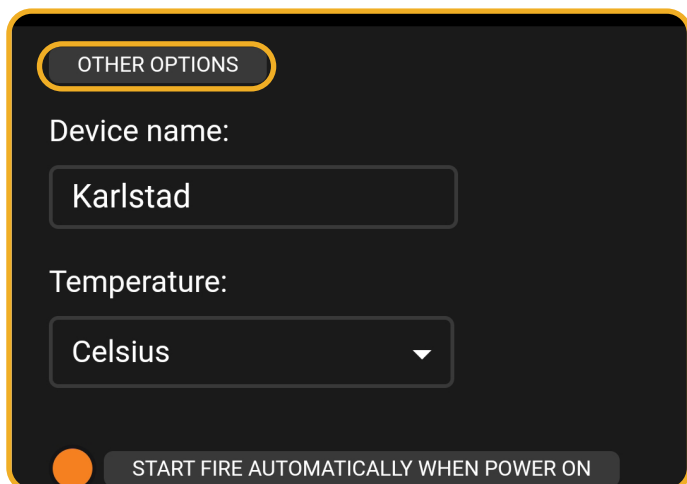 OTHER OPTIONS
Device name:
Karlstad
Temperature:
Celsius
START FIRE AUTOMATICALLY WHEN POWER ON